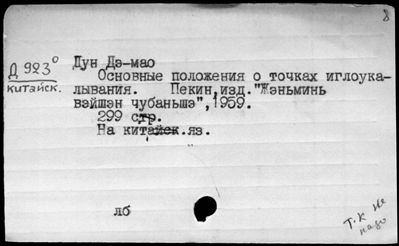 8
Дун Дэ-мао
Д 923⁰
китайск.
Основные положения о точках иглоука-
лывания. Пекин,изд."Жэньминь
вэйшэн чубаньшэ",1959.
299 стр.
На китайск.яз.
лб
Т.К не
надо